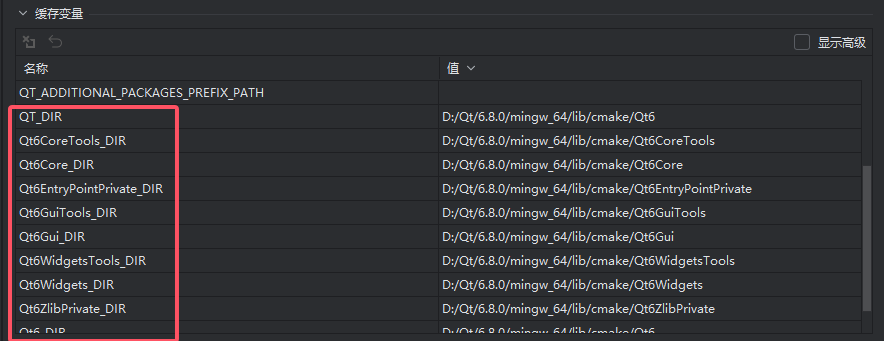 缓存变量
显示高级
名称 值
QT_ADDITIONAL_PACKAGES_PREFIX_PATH
QT_DIR D:/Qt/6.8.0/mingw_64/lib/cmake/Qt6
Qt6CoreTools_DIR D:/Qt/6.8.0/mingw_64/lib/cmake/Qt6CoreTools
Qt6Core_DIR D:/Qt/6.8.0/mingw_64/lib/cmake/Qt6Core
Qt6EntryPointPrivate_DIR D:/Qt/6.8.0/mingw_64/lib/cmake/Qt6EntryPointPrivate
Qt6GuiTools_DIR D:/Qt/6.8.0/mingw_64/lib/cmake/Qt6GuiTools
Qt6Gui_DIR D:/Qt/6.8.0/mingw_64/lib/cmake/Qt6Gui
Qt6WidgetsTools_DIR D:/Qt/6.8.0/mingw_64/lib/cmake/Qt6WidgetsTools
Qt6Widgets_DIR D:/Qt/6.8.0/mingw_64/lib/cmake/Qt6Widgets
Qt6ZlibPrivate_DIR D:/Qt/6.8.0/mingw_64/lib/cmake/Qt6ZlibPrivate
Qt6_DIR D:/Qt/6.8.0/mingw_64/lib/cmake/Qt6